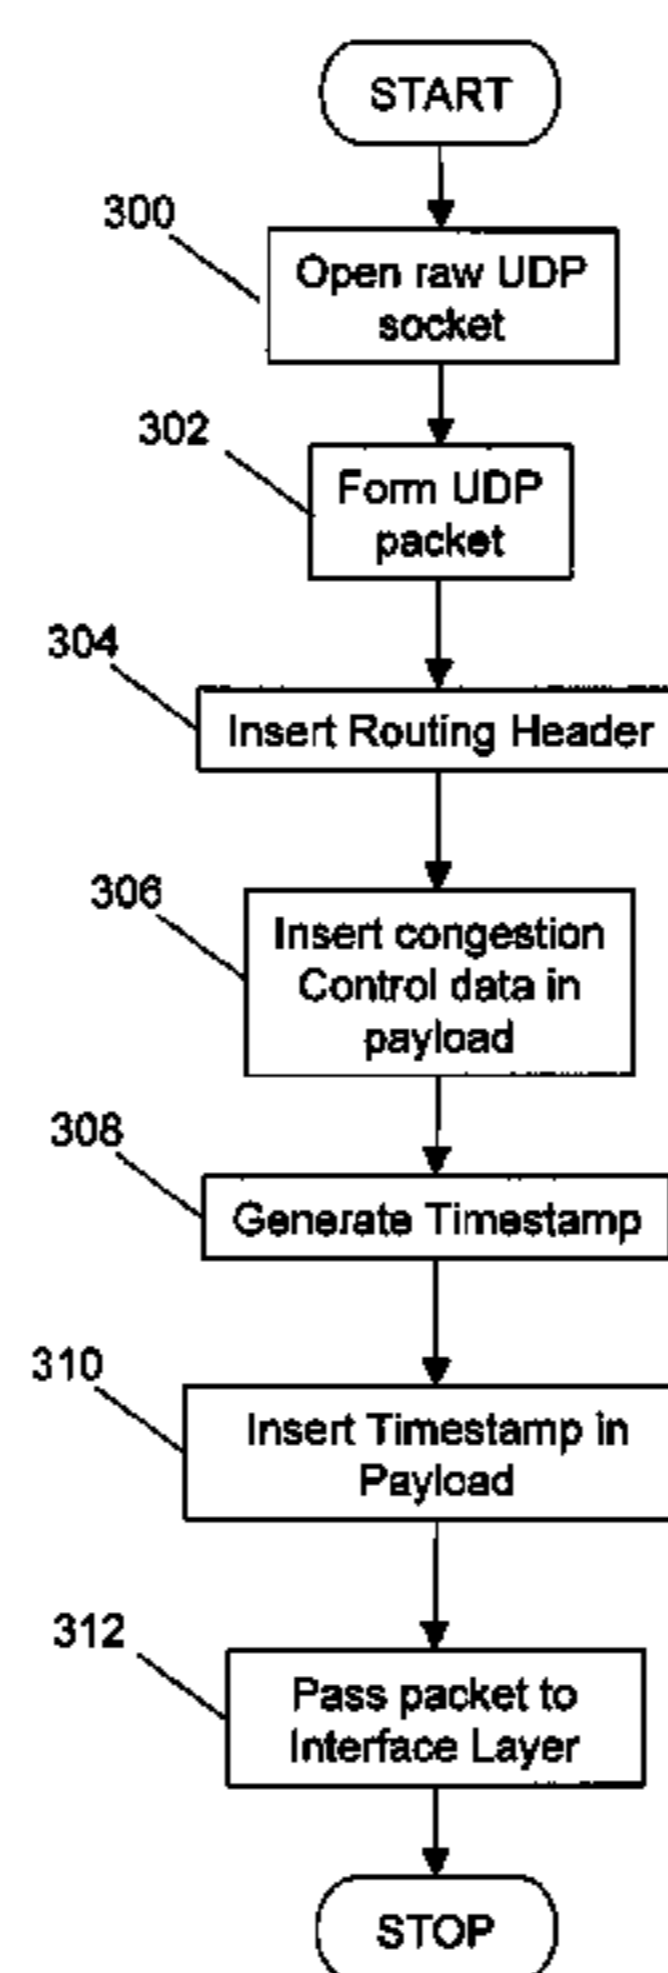 START
300
Open raw UDP
socket
302
Form UDP
packet
304
Insert Routing Header
306
Insert congestion
Control data in
payload
308
Generate Timestamp
310
Insert Timestamp in
Payload
312
Pass packet to
Interface Layer
STOP